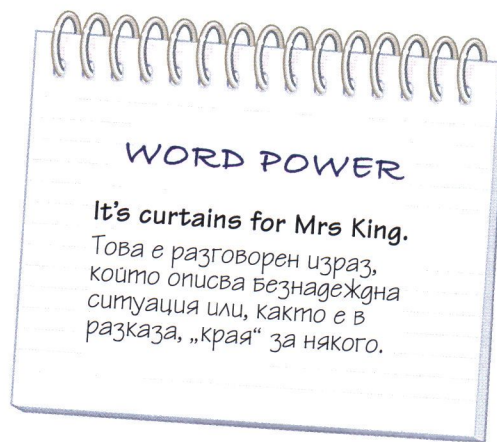 WORD POWER
It's curtains for Mrs King.
Това е разговорен израз,
който описва безнадеждна
ситуация или, както е в
разказа, „края“ за някого.